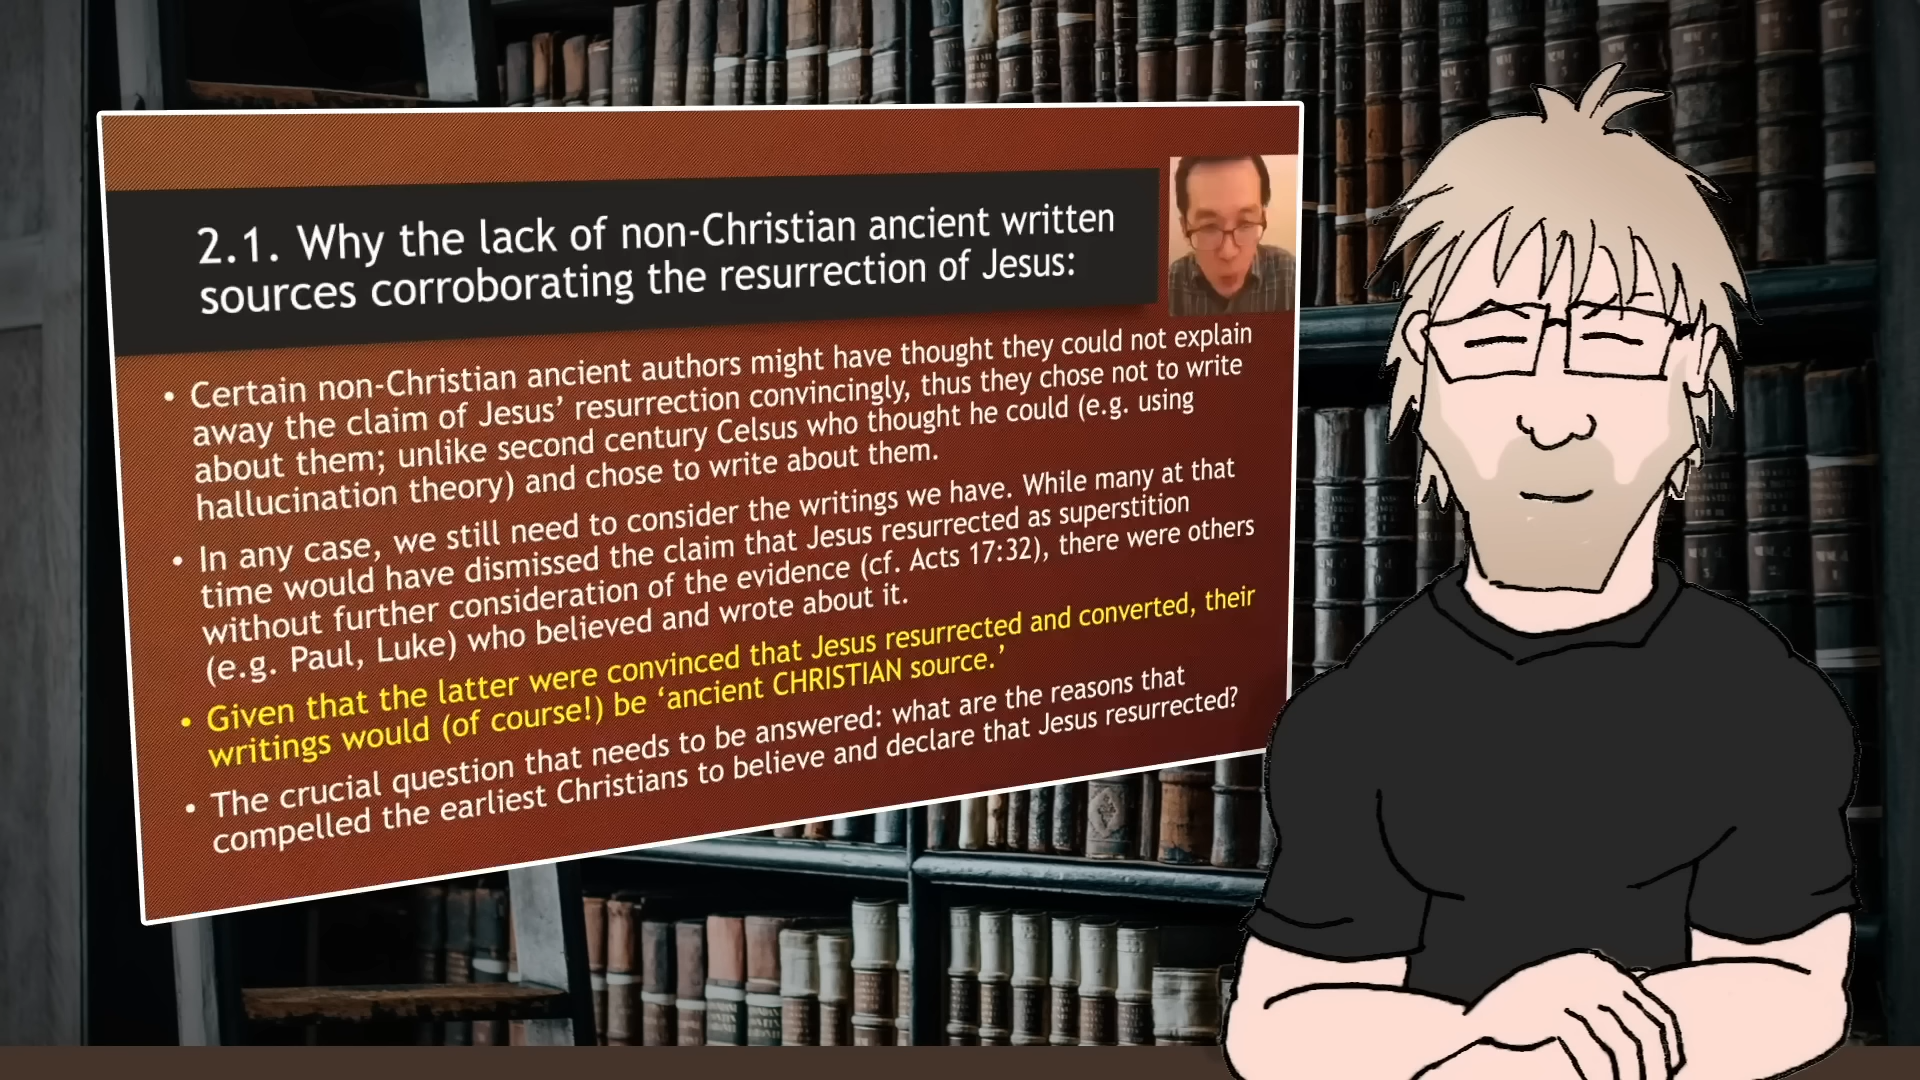 2.1. Why the lack of non-Christian ancient written
sources corroborating the resurrection of Jesus:
• Certain non-Christian ancient authors might have thought they could not explain
away the claim of Jesus’ resurrection convincingly, thus they chose not to write
about them; unlike second century Celsus who thought he could (e.g. using
hallucination theory) and chose to write about them.
• In any case, we still need to consider the writings we have. While many at that
time would have dismissed the claim that Jesus resurrected as superstition
without further consideration of the evidence (cf. Acts 17:32), there were others
(e.g. Paul, Luke) who believed and wrote about it.
• Given that the latter were convinced that Jesus resurrected and converted, their
writings would (of course!) be ‘ancient CHRISTIAN source.’
• The crucial question that needs to be answered: what are the reasons that
compelled the earliest Christians to believe and declare that Jesus resurrected?